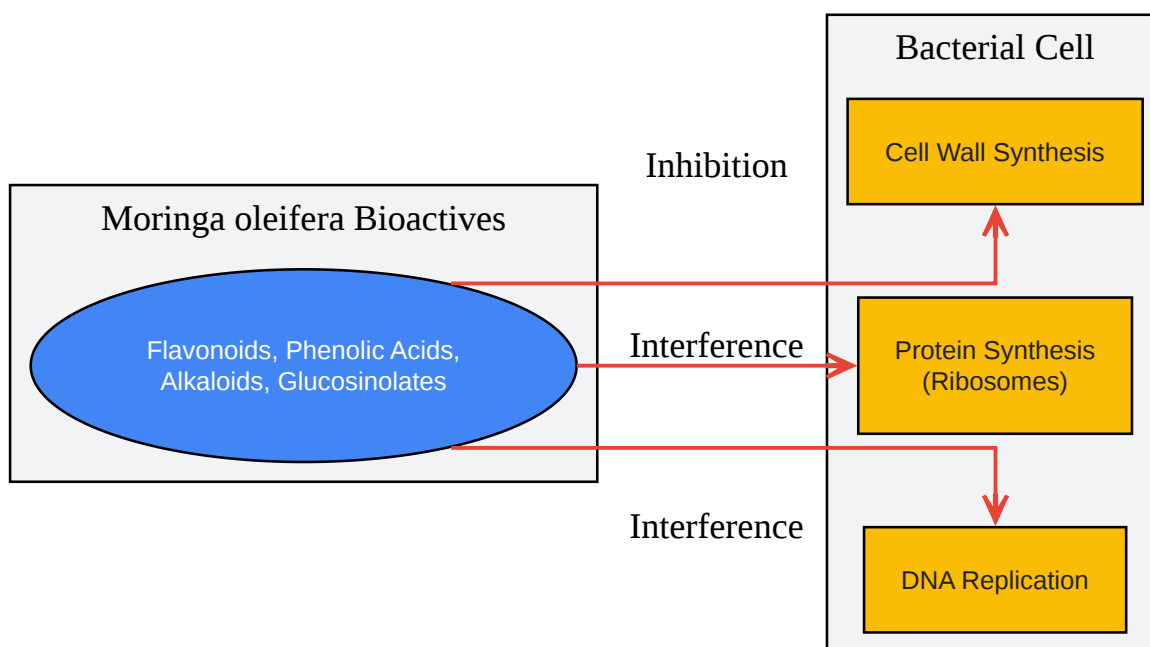 Bacterial Cell
Cell Wall Synthesis
Inhibition
Moringa oleifera Bioactives
Flavonoids, Phenolic Acids,
Alkaloids, Glucosinolates
Interference
Protein Synthesis
(Ribosomes)
Interference
DNA Replication